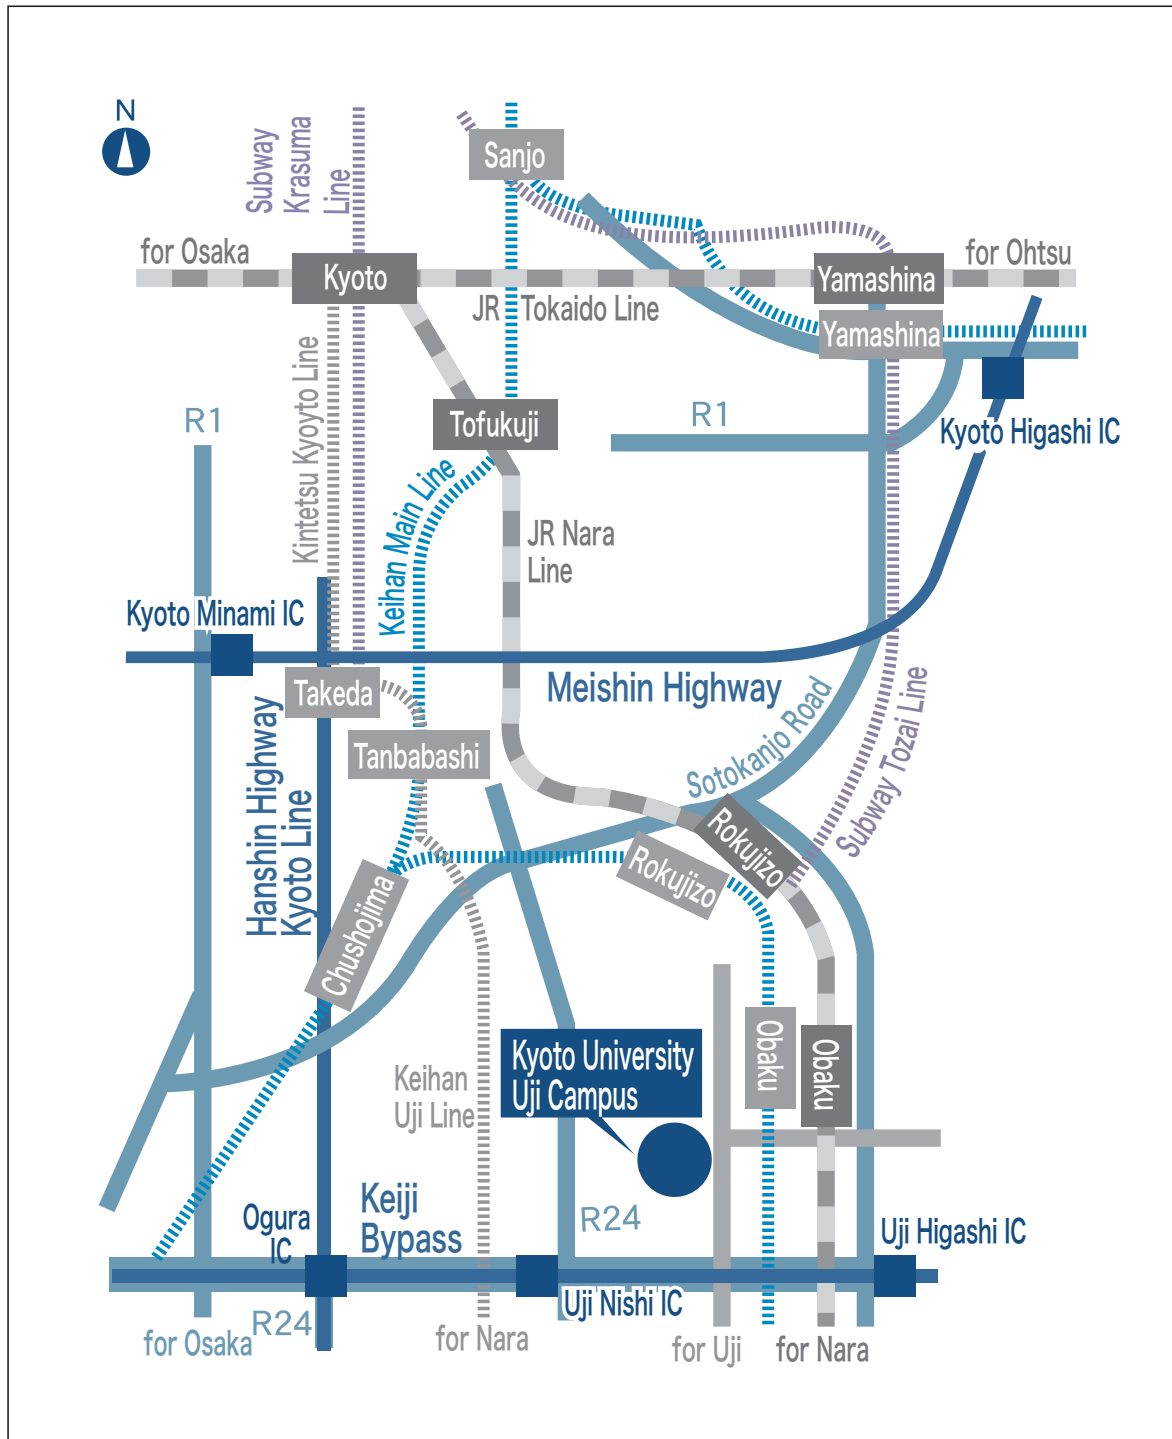 N
Subway
Krasuma
Line
Sanjo
for Osaka
Kyoto
JR Tokaido Line
Yamashina
for Ohtsu
Yamashina
Kintetsu Kyoyto Line
R1
Tofukuji
R1
Kyoto Higashi IC
Keihan Main Line
JR Nara
Line
Kyoto Minami IC
Takeda
Meishin Highway
Tanbabashi
Sotokanjo Road
Subway Tozai Line
Hanshin Highway
Kyoto Line
Rokujizo
Rokujizo
Chushojima
Kyoto University
Uji Campus
Obaku
Obaku
Keihan
Uji Line
Keiji
Bypass
Ogura
IC
R24
Uji Higashi IC
Uji Nishi IC
R24
for Osaka
for Nara
for Uji
for Nara